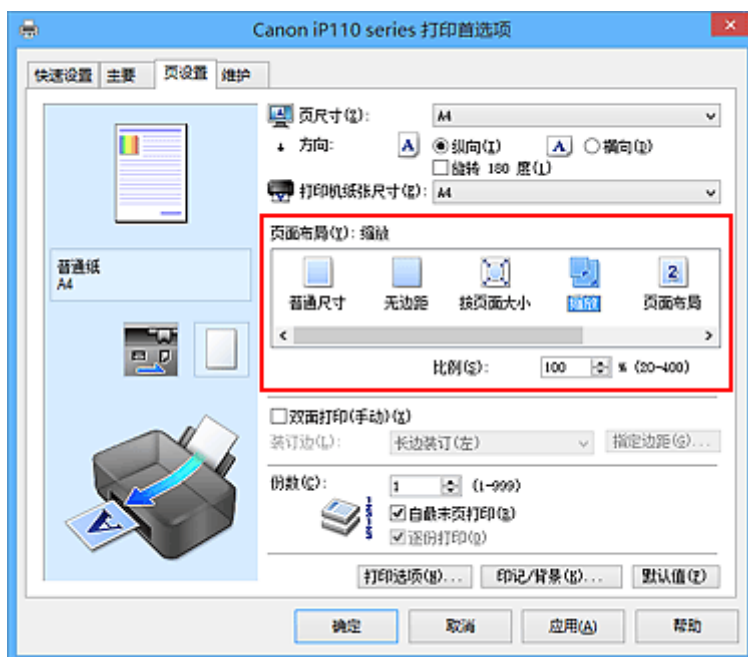 Canon iP110 series 打印首选项
快速设置 主要 页设置 维护
页尺寸(Z): A4
方向: A 纵向(I) A 横向(D)
旋转 180 度(L)
打印机纸张尺寸(E): A4
页面布局(Y): 缩放
普通纸
A4
普通尺寸 无边距 按页面大小 缩放 页面布局
比例(S): 100 % (20-400)
双面打印(手动)(X)
装订边(L): 长边装订(左) 指定边距(G)...
份数(C): 1 (1-999)
自最末页打印(R)
逐份打印(O)
打印选项(N)... 印记/背景(K)... 默认值(F)
确定 取消 应用(A) 帮助